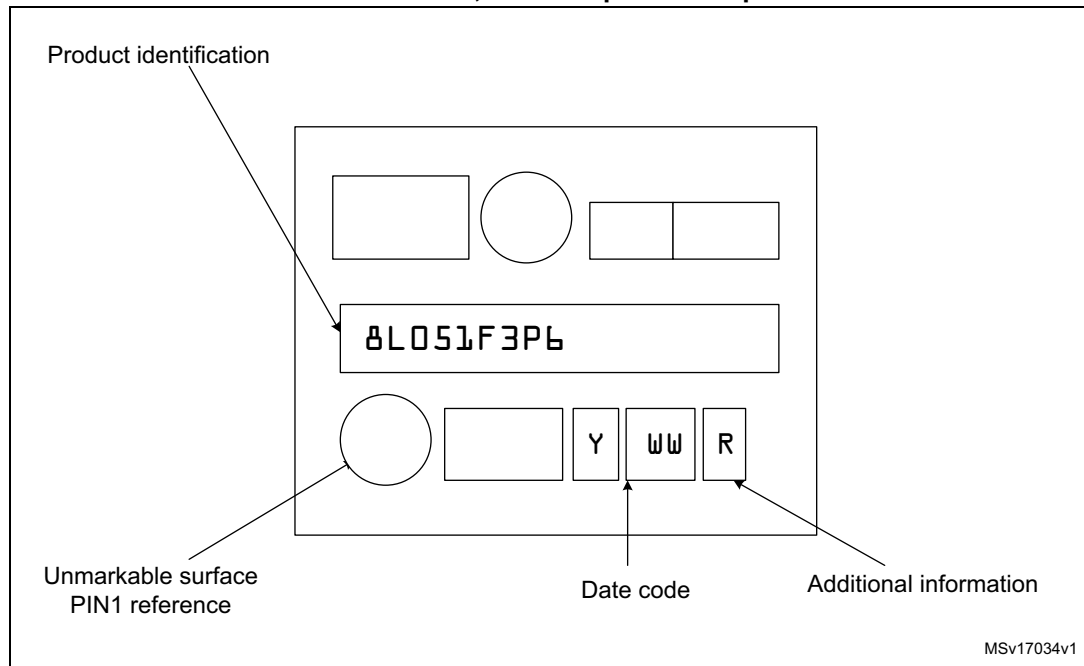 Product identification
8L051F3P6
Y WW R
Unmarkable surface
PIN1 reference
Date code
Additional information
MSv17034v1